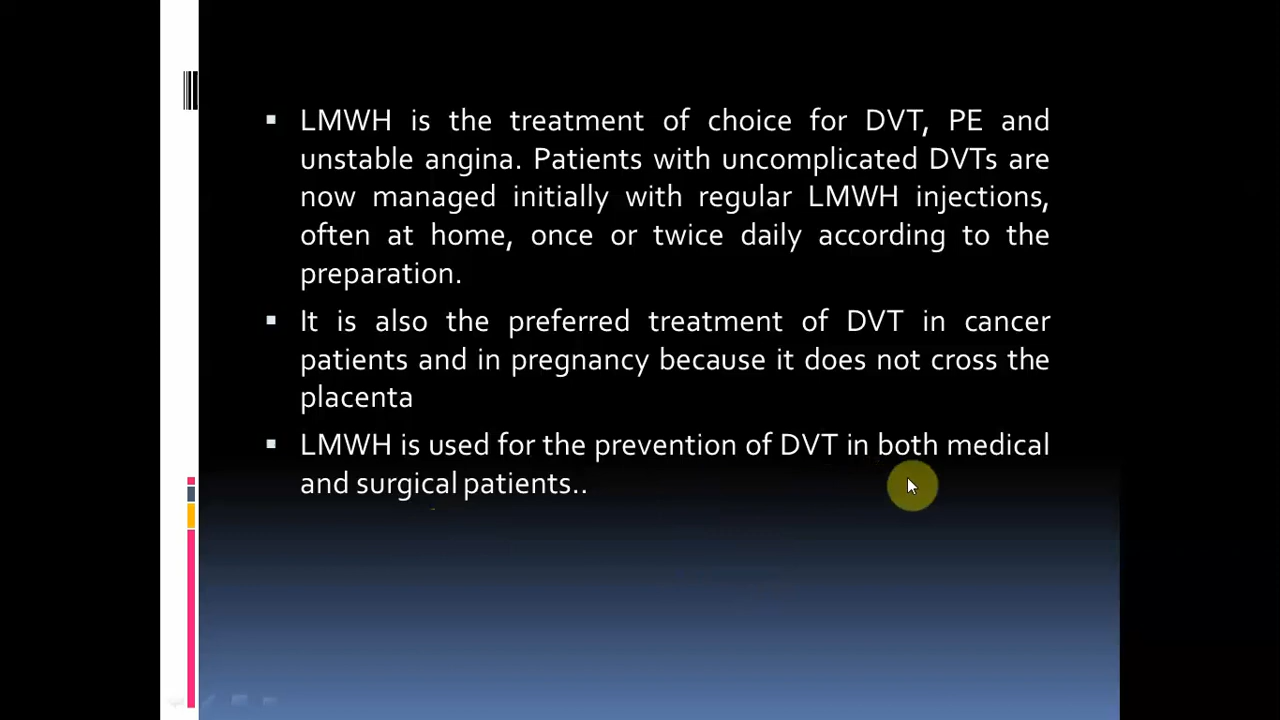 ▪ LMWH is the treatment of choice for DVT, PE and
unstable angina. Patients with uncomplicated DVTs are
now managed initially with regular LMWH injections,
often at home, once or twice daily according to the
preparation.
▪ It is also the preferred treatment of DVT in cancer
patients and in pregnancy because it does not cross the
placenta
▪ LMWH is used for the prevention of DVT in both medical
and surgical patients..